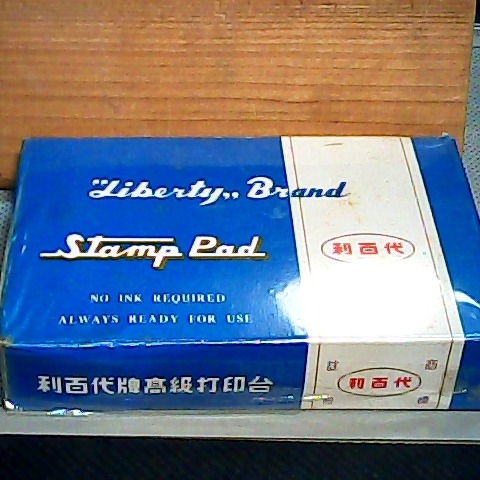 "Liberty" Brand
Stamp Pad
利百代
NO INK REQUIRED
ALWAYS READY FOR USE
利百代牌高級打印台
利百代